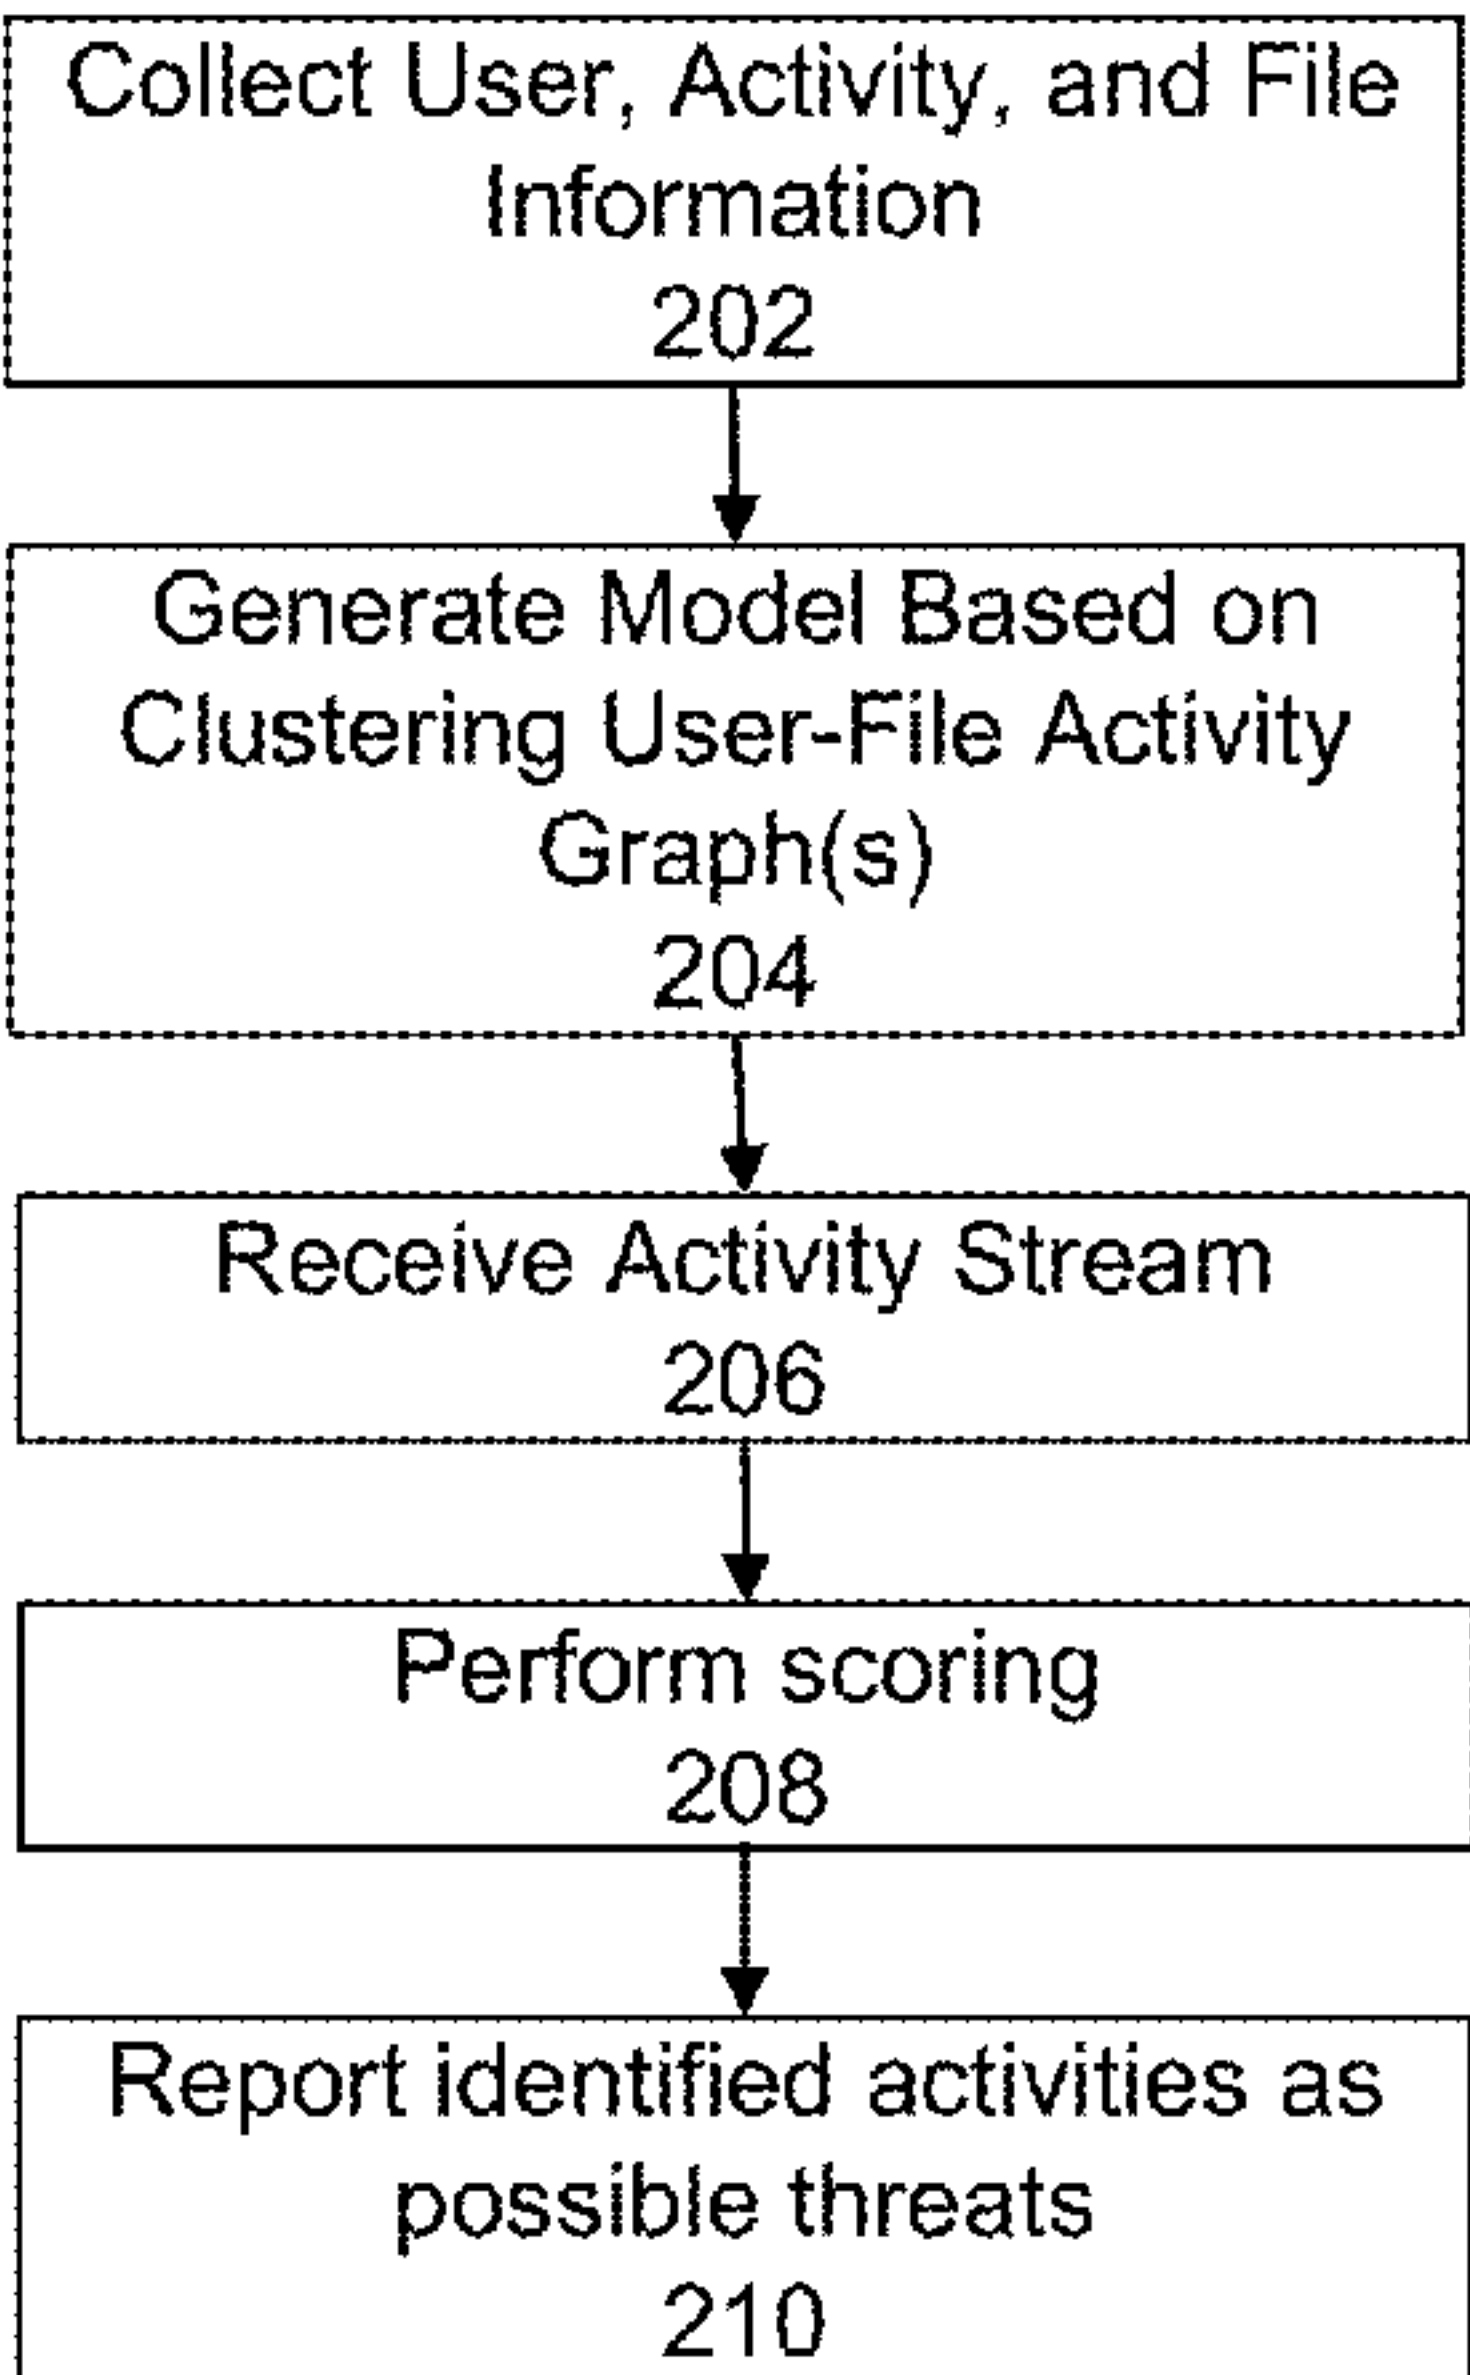 Collect User, Activity, and File
Information
202
Generate Model Based on
Clustering User-File Activity
Graph(s)
204
Receive Activity Stream
206
Perform scoring
208
Report identified activities as
possible threats
210